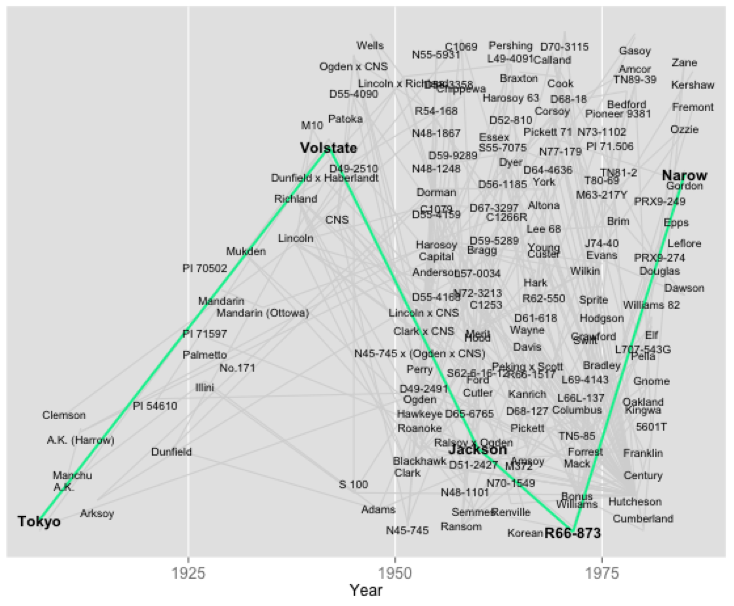 Wells
C1069
Pershing
D70-3115
Gasoy
N55-5931
L49-4091
Calland
Zane
Ogden x CNS
Amcor
Braxton
TN89-39
Lincoln x Richland
Chippewa
Cook
Kershaw
D55-4090
Harosoy 63
D68-18
Bedford
Fremont
R54-168
Corsoy
Pioneer 9381
Patoka
D52-810
M10
Ozzie
N48-1867
Essex
Pickett 71
N73-1102
Volstate
S55-7075
PI 71.506
D59-9289
N77-179
Dyer
D49-2510
N48-1248
D64-4636
TN81-2
Narow
Dunfield x Haberlandt
D56-1185
York
T80-69
Gordon
Dorman
M63-217Y
Richland
PRX9-249
C1079
D67-3297
Altona
D55-4159
C1266R
CNS
Brim
Epps
Lee 68
Lincoln
D59-5289
J74-40
Leflore
Harosoy
Young
Mukden
Bragg
Custer
Capital
Evans
PRX9-274
PI 70502
Anderson
L57-0034
Wilkin
Douglas
Hark
Dawson
D55-4168
N72-3213
R62-550
Sprite
Mandarin
C1253
Williams 82
Mandarin (Ottowa)
Lincoln x CNS
D61-618
Hodgson
PI 71597
Clark x CNS
Merit
Wayne
Hood
Crawford
Elf
Swift
Davis
L707-543G
Palmetto
N45-745 x (Ogden x CNS)
Pella
No.171
Perry
Peking x Scott
Bradley
S62-6-16-12
R66-1517
Ford
L69-4143
Gnome
Illini
D49-2491
Cutler
Kanrich
L66L-137
Ogden
Oakland
PI 54610
Clemson
Hawkeye
D65-6765
D68-127
Columbus
Kingwa
Roanoke
Pickett
5601T
A.K. (Harrow)
Ralsoy x Ogden
TN5-85
Dunfield
Jackson
Forrest
Franklin
Blackhawk
D51-2427
Amsoy
Mack
M372
Manchu
Clark
Century
A.K.
S 100
N70-1549
N48-1101
Bonus
Williams
Hutcheson
Arksoy
Adams
Semmes
Renville
Tokyo
Cumberland
N45-745
Ransom
Korean
R66-873
1925
1950
1975
Year